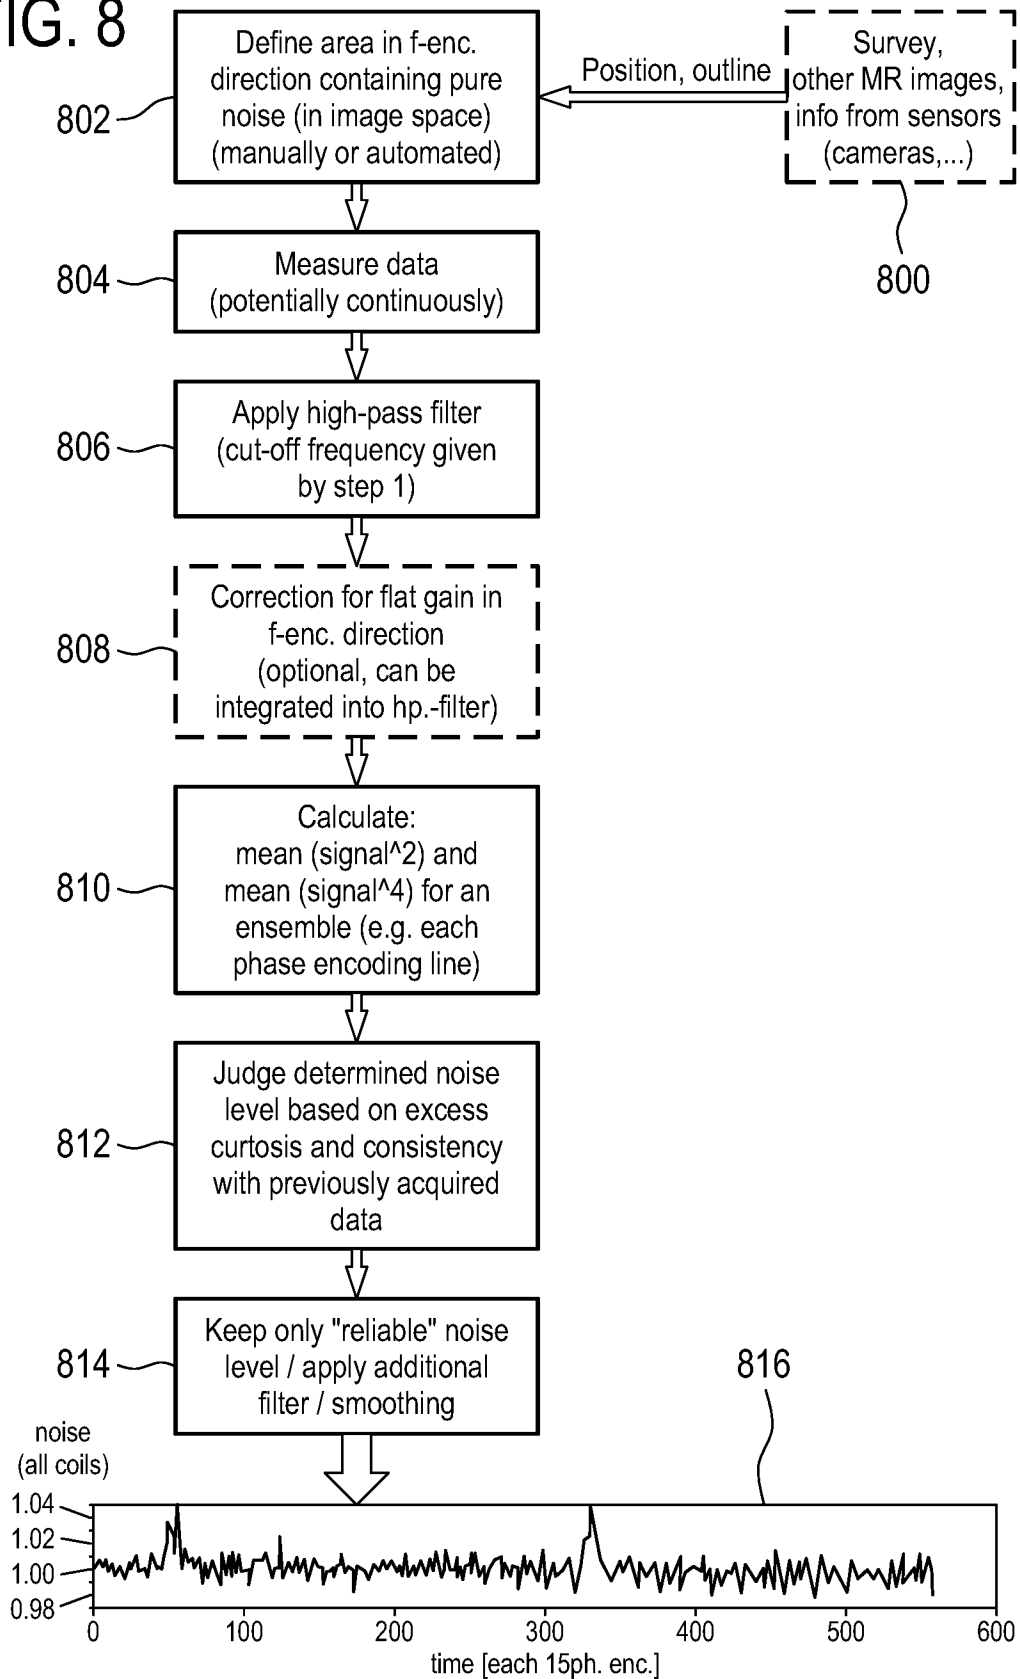 FIG. 8
Define area in f-enc.
direction containing pure
noise (in image space)
(manually or automated)
802
Position, outline
Survey,
other MR images,
info from sensors
(cameras,...)
800
Measure data
(potentially continuously)
804
Apply high-pass filter
(cut-off frequency given
by step 1)
806
Correction for flat gain in
f-enc. direction
(optional, can be
integrated into hp.-filter)
808
Calculate:
mean (signal^2) and
mean (signal^4) for an
ensemble (e.g. each
phase encoding line)
810
Judge determined noise
level based on excess
curtosis and consistency
with previously acquired
data
812
Keep only "reliable" noise
level / apply additional
filter / smoothing
814
816
noise
(all coils)
1.04
1.02
1.00
0.98
0 100 200 300 400 500 600
time [each 15ph. enc.]